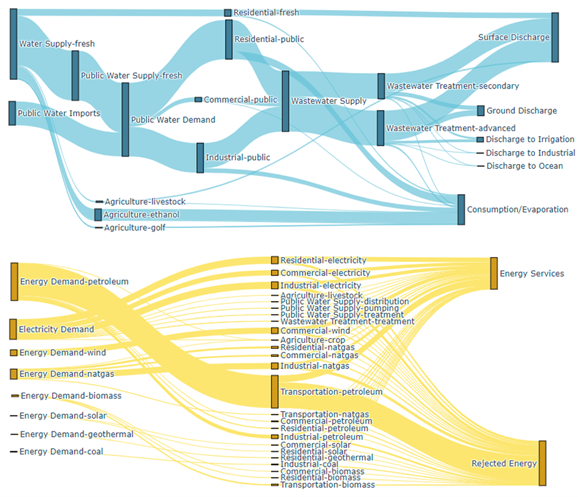 Residential-fresh
Water Supply-fresh
Residential-public
Surface Discharge
Public Water Supply-fresh
Wastewater Treatment-secondary
Commercial-public
Wastewater Supply
Public Water Imports
Public Water Demand
Ground Discharge
Wastewater Treatment-advanced
Discharge to Irrigation
Industrial-public
Discharge to Industrial
Discharge to Ocean
Agriculture-livestock
Agriculture-ethanol
Consumption/Evaporation
Agriculture-golf
Residential-electricity
Energy Demand-petroleum
Commercial-electricity
Energy Services
Industrial-electricity
Agriculture-livestock
Public Water Supply-distribution
Public Water Supply-pumping
Public Water Supply-treatment
Wastewater Treatment-treatment
Electricity Demand
Commercial-wind
Agriculture-crop
Residential-natgas
Energy Demand-wind
Commercial-natgas
Industrial-natgas
Energy Demand-natgas
Transportation-petroleum
Energy Demand-biomass
Transportation-natgas
Energy Demand-solar
Commercial-petroleum
Residential-petroleum
Energy Demand-geothermal
Industrial-petroleum
Commercial-solar
Energy Demand-coal
Residential-solar
Residential-geothermal
Industrial-coal
Rejected Energy
Commercial-biomass
Residential-biomass
Transportation-biomass